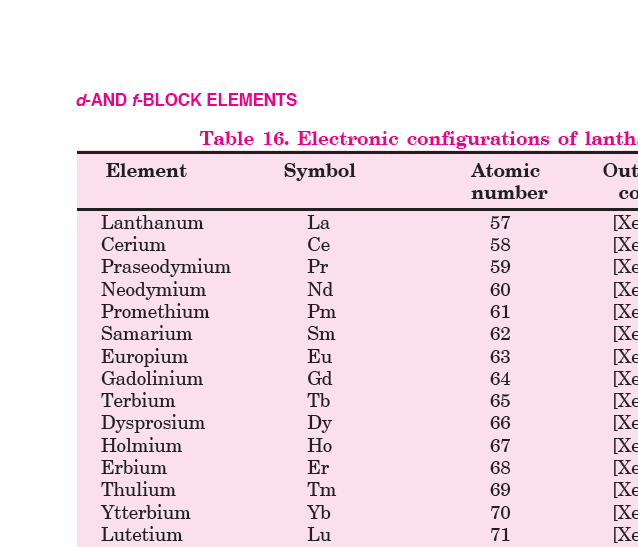 d-AND f-BLOCK ELEMENTS
Table 16. Electronic configurations of lantha
Element Symbol Atomic number Out co
Lanthanum La 57 [Xe
Cerium Ce 58 [Xe
Praseodymium Pr 59 [Xe
Neodymium Nd 60 [Xe
Promethium Pm 61 [Xe
Samarium Sm 62 [Xe
Europium Eu 63 [Xe
Gadolinium Gd 64 [Xe
Terbium Tb 65 [Xe
Dysprosium Dy 66 [Xe
Holmium Ho 67 [Xe
Erbium Er 68 [Xe
Thulium Tm 69 [Xe
Ytterbium Yb 70 [Xe
Lutetium Lu 71 [Xe